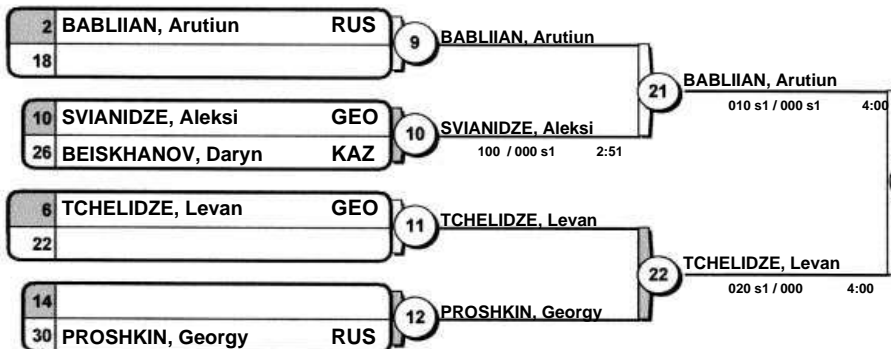 2 BABLIIAN, Arutiun RUS
18
9
BABLIIAN, Arutiun
10 SVIANIDZE, Aleksi GEO
26 BEISKHANOV, Daryn KAZ
10
SVIANIDZE, Aleksi
100 / 000 s1 2:51
21
BABLIIAN, Arutiun
010 s1 / 000 s1 4:00
6 TCHELIDZE, Levan GEO
22
11
TCHELIDZE, Levan
14
30 PROSHKIN, Georgy RUS
12
PROSHKIN, Georgy
22
TCHELIDZE, Levan
020 s1 / 000 4:00